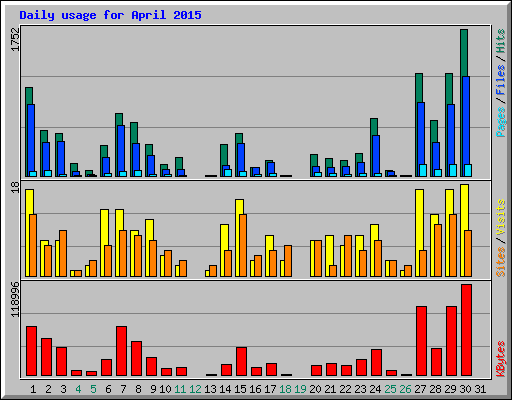 Daily usage for April 2015
1752
Pages / Files / Hits
18
Sites / Visits
118996
KBytes
1 2 3 4 5 6 7 8 9 10 11 12 13 14 15 16 17 18 19 20 21 22 23 24 25 26 27 28 29 30 31